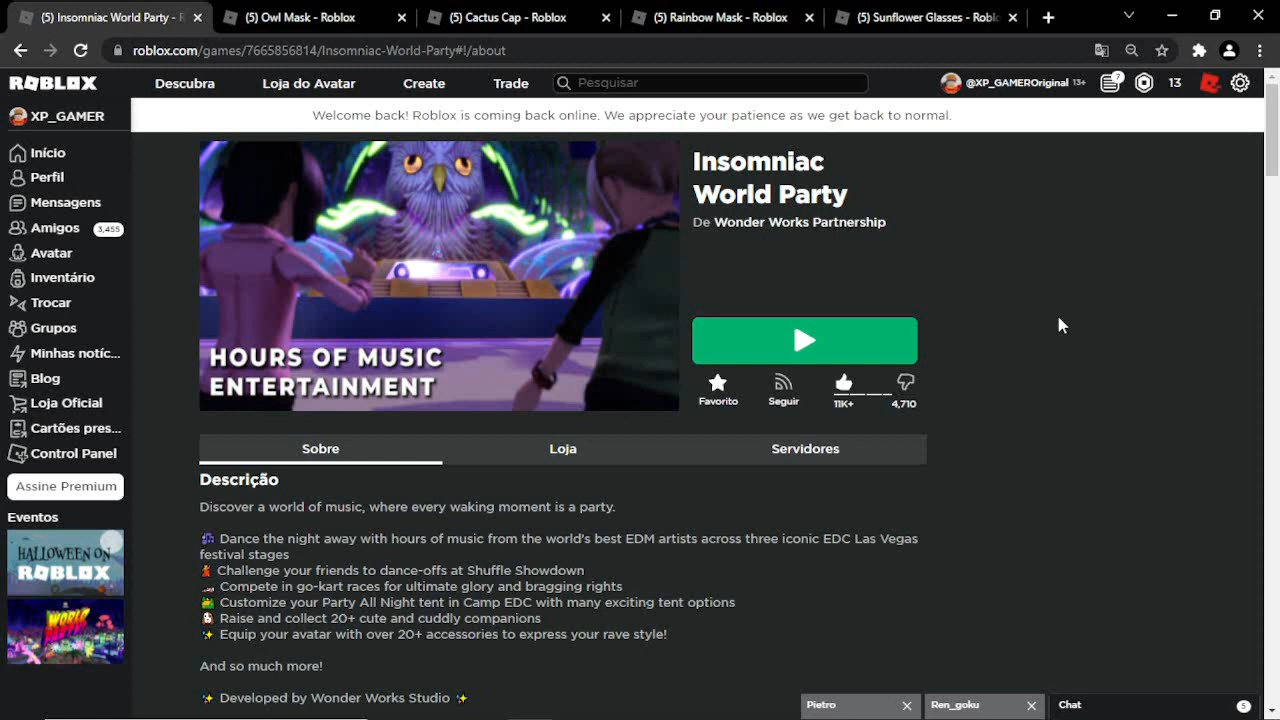 (5) Insomniac World Party - R
(5) Owl Mask - Roblox
(5) Cactus Cap - Roblox
(5) Rainbow Mask - Roblox
(5) Sunflower Glasses - Roblo
roblox.com/games/7665856814/Insomniac-World-Party#!/about
ROBLOX
Descubra
Loja do Avatar
Create
Trade
Pesquisar
@XP_GAMEROriginal 13+
7
13
XP_GAMER
Welcome back! Roblox is coming back online. We appreciate your patience as we get back to normal.
Início
Perfil
Mensagens
Amigos
3,455
Avatar
Inventário
Trocar
Grupos
Minhas notíc...
Blog
Loja Oficial
Cartões pres...
Control Panel
Assine Premium
Eventos
HALLOWEEN ON
ROBLOX
WORLD
PARTY
HOURS OF MUSIC
ENTERTAINMENT
Insomniac
World Party
De Wonder Works Partnership
Favorito
Seguir
11K+
4,710
Sobre
Loja
Servidores
Descrição
Discover a world of music, where every waking moment is a party.
🎶 Dance the night away with hours of music from the world's best EDM artists across three iconic EDC Las Vegas
festival stages
💃 Challenge your friends to dance-offs at Shuffle Showdown
🏎️ Compete in go-kart races for ultimate glory and bragging rights
🏕️ Customize your Party All Night tent in Camp EDC with many exciting tent options
🐹 Raise and collect 20+ cute and cuddly companions
✨ Equip your avatar with over 20+ accessories to express your rave style!
And so much more!
✨ Developed by Wonder Works Studio ✨
Pietro
Ren_goku
Chat
5